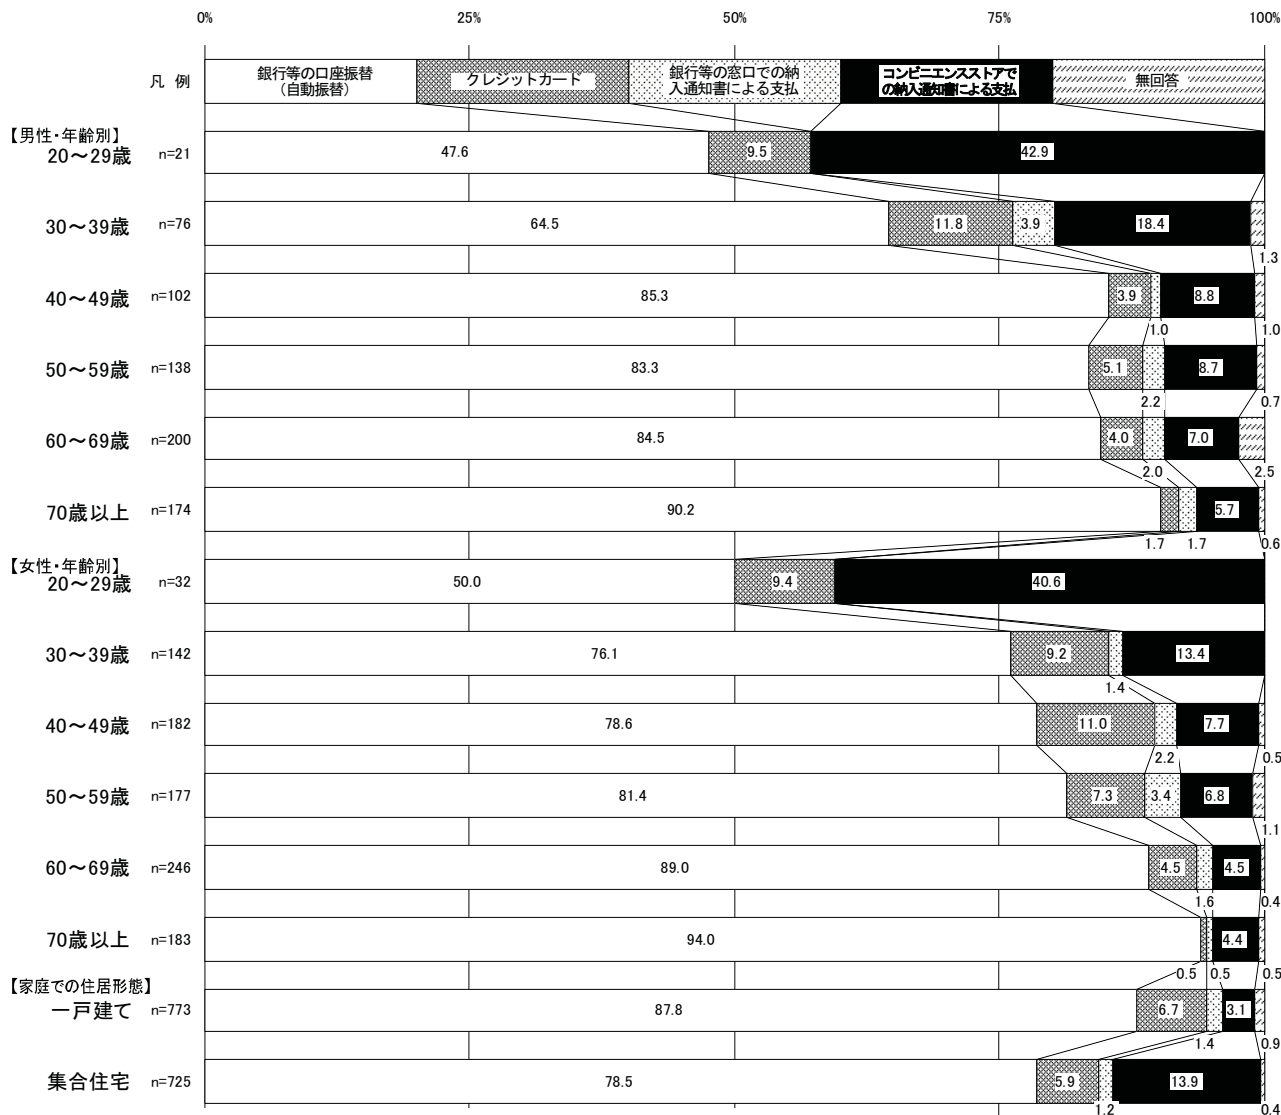 0% 25% 50% 75% 100%
凡 例 銀行等の口座振替 クレジットカード 銀行等の窓口での納 コンビニエンスストアで 無回答
（自動振替） 入通知書による支払 の納入通知書による支払
【男性・年齢別】
20～29歳 n=21 47.6 9.5 42.9
30～39歳 n=76 64.5 11.8 3.9 18.4
1.3
40～49歳 n=102 85.3 3.9 8.8
1.0 1.0
50～59歳 n=138 83.3 5.1 8.7
2.2 0.7
60～69歳 n=200 84.5 4.0 7.0
2.0 2.5
70歳以上 n=174 90.2 5.7
1.7 1.7 0.6
【女性・年齢別】
20～29歳 n=32 50.0 9.4 40.6
30～39歳 n=142 76.1 9.2 13.4
1.4
40～49歳 n=182 78.6 11.0 7.7
2.2 0.5
50～59歳 n=177 81.4 7.3 3.4 6.8
1.1
60～69歳 n=246 89.0 4.5 4.5
1.6 0.4
70歳以上 n=183 94.0 4.4
0.5 0.5 0.5
【家庭での住居形態】
一戸建て n=773 87.8 6.7 3.1
1.4 0.9
集合住宅 n=725 78.5 5.9 13.9
1.2 0.4